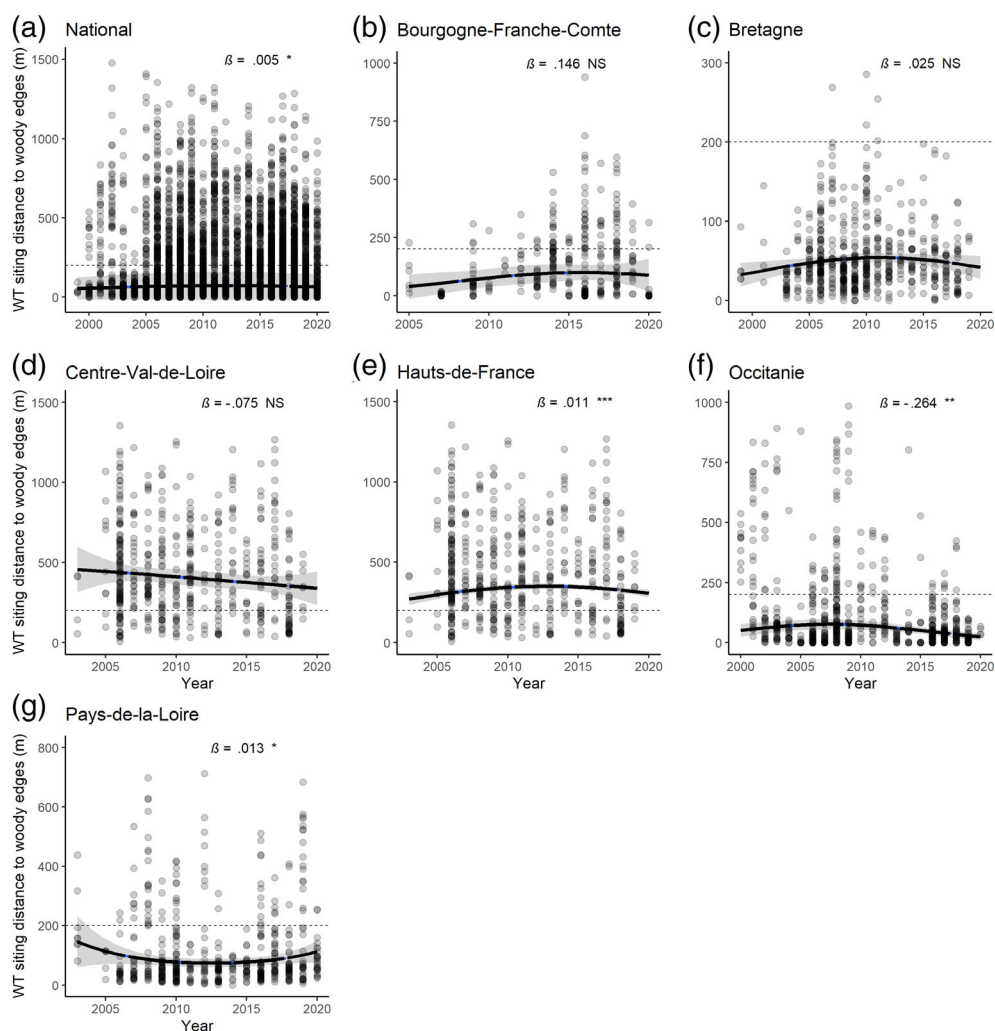 (a) National
ß = .005 *
WT siting distance to woody edges (m)
1500
1000
500
0
2000 2005 2010 2015 2020
(b) Bourgogne-Franche-Comte
ß = .146 NS
1000
750
500
250
0
2005 2010 2015 2020
(c) Bretagne
ß = .025 NS
300
200
100
0
2000 2005 2010 2015 2020
(d) Centre-Val-de-Loire
ß = -.075 NS
WT siting distance to woody edges (m)
1500
1000
500
0
2005 2010 2015 2020
Year
(e) Hauts-de-France
ß = .011 ***
1500
1000
500
0
2005 2010 2015 2020
Year
(f) Occitanie
ß = -.264 **
1000
750
500
250
0
2000 2005 2010 2015 2020
Year
(g) Pays-de-la-Loire
ß = .013 *
WT siting distance to woody edges (m)
800
600
400
200
0
2005 2010 2015 2020
Year